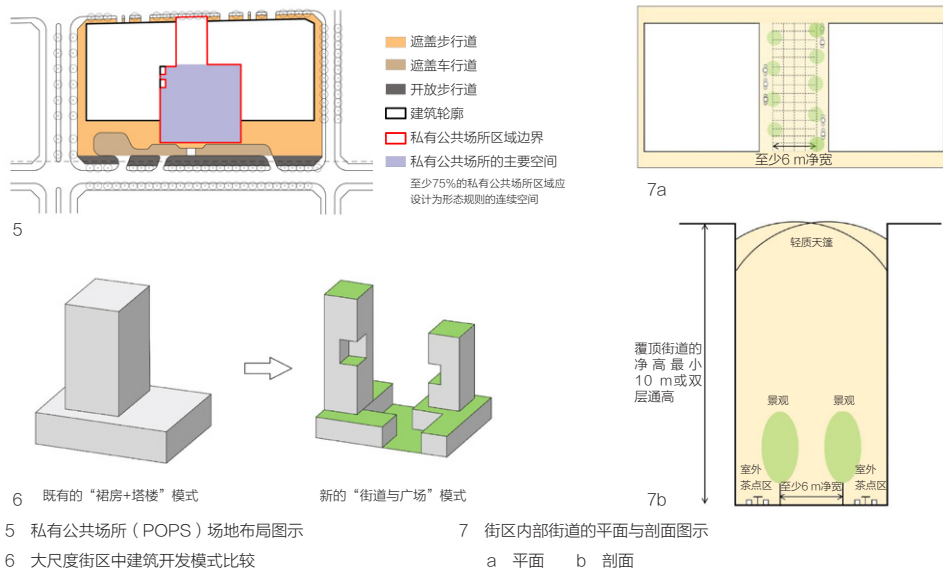 遮盖步行道
遮盖车行道
开放步行道
建筑轮廓
私有公共场所区域边界
私有公共场所的主要空间
至少75%的私有公共场所区域应
设计为形态规则的连续空间
5
至少6 m净宽
7a
既有的“裙房+塔楼”模式
新的“街道与广场”模式
6
轻质天篷
覆顶街道的
净高最小
10 m或双
层通高
景观
景观
室外
茶点区
至少6 m净宽
室外
茶点区
7b
5 私有公共场所（POPS）场地布局图示
6 大尺度街区中建筑开发模式比较
7 街区内部街道的平面与剖面图示
a 平面 b 剖面